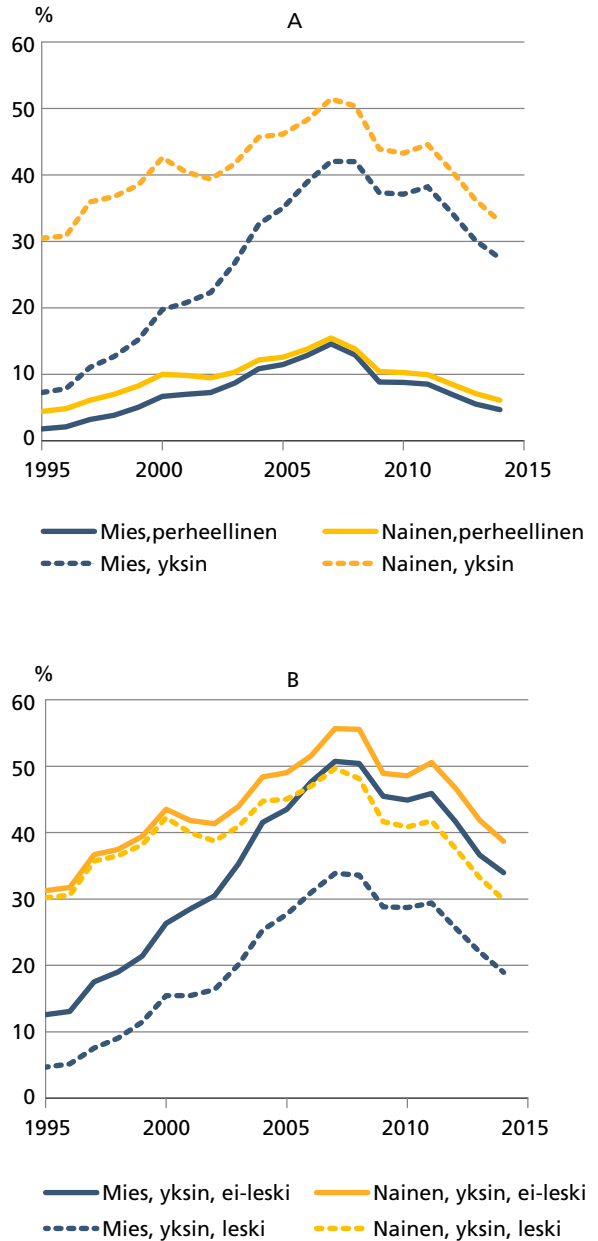 %
A
60
50
40
30
20
10
0
1995 2000 2005 2010 2015
Mies,perheellinen Nainen,perheellinen
Mies, yksin Nainen, yksin
%
B
60
50
40
30
20
10
0
1995 2000 2005 2010 2015
Mies, yksin, ei-leski Nainen, yksin, ei-leski
Mies, yksin, leski Nainen, yksin, leski